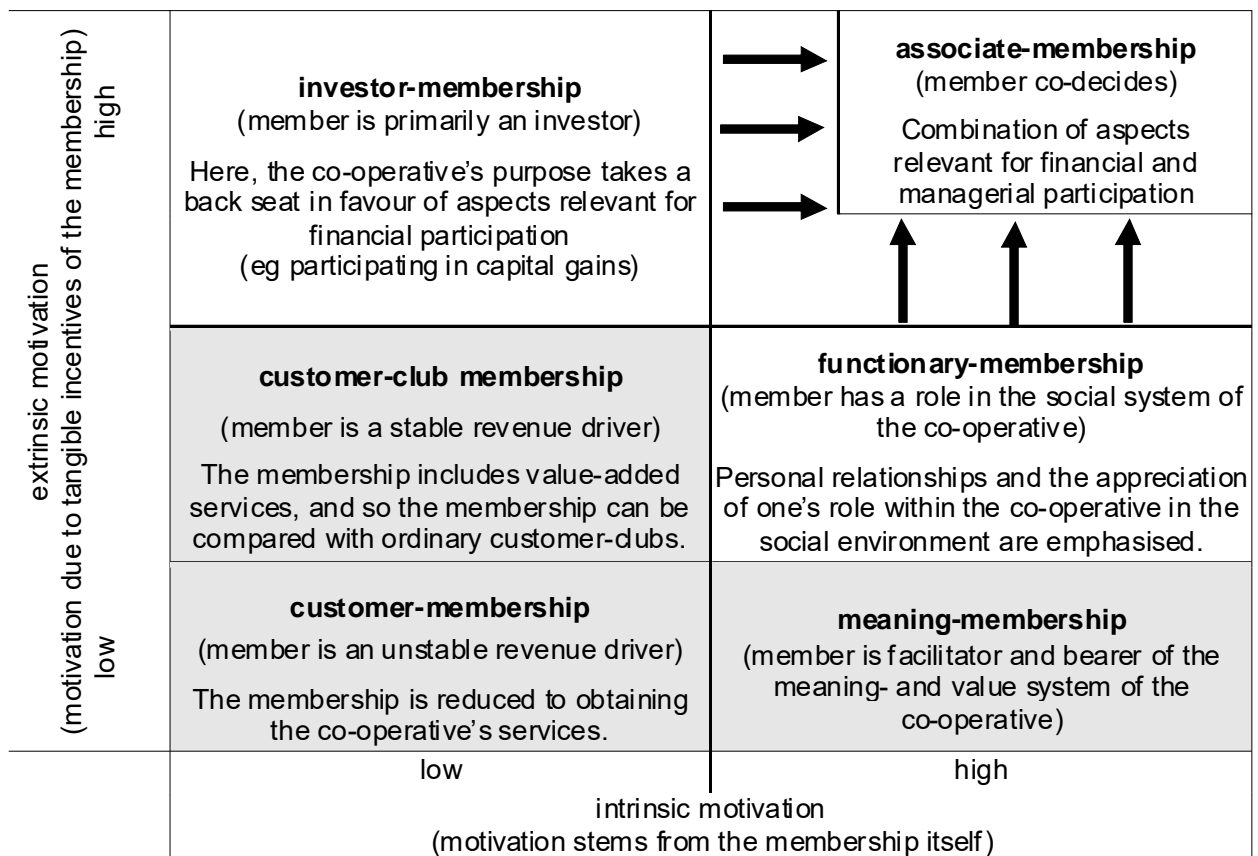 extrinsic motivation
(motivation due to tangible incentives of the membership)
high
low
investor-membership
(member is primarily an investor)
Here, the co-operative’s purpose takes a
back seat in favour of aspects relevant for
financial participation
(eg participating in capital gains)
associate-membership
(member co-decides)
Combination of aspects
relevant for financial and
managerial participation
customer-club membership
(member is a stable revenue driver)
The membership includes value-added
services, and so the membership can be
compared with ordinary customer-clubs.
functionary-membership
(member has a role in the social system of
the co-operative)
Personal relationships and the appreciation
of one’s role within the co-operative in the
social environment are emphasised.
customer-membership
(member is an unstable revenue driver)
The membership is reduced to obtaining
the co-operative’s services.
meaning-membership
(member is facilitator and bearer of the
meaning- and value system of the
co-operative)
low
high
intrinsic motivation
(motivation stems from the membership itself)